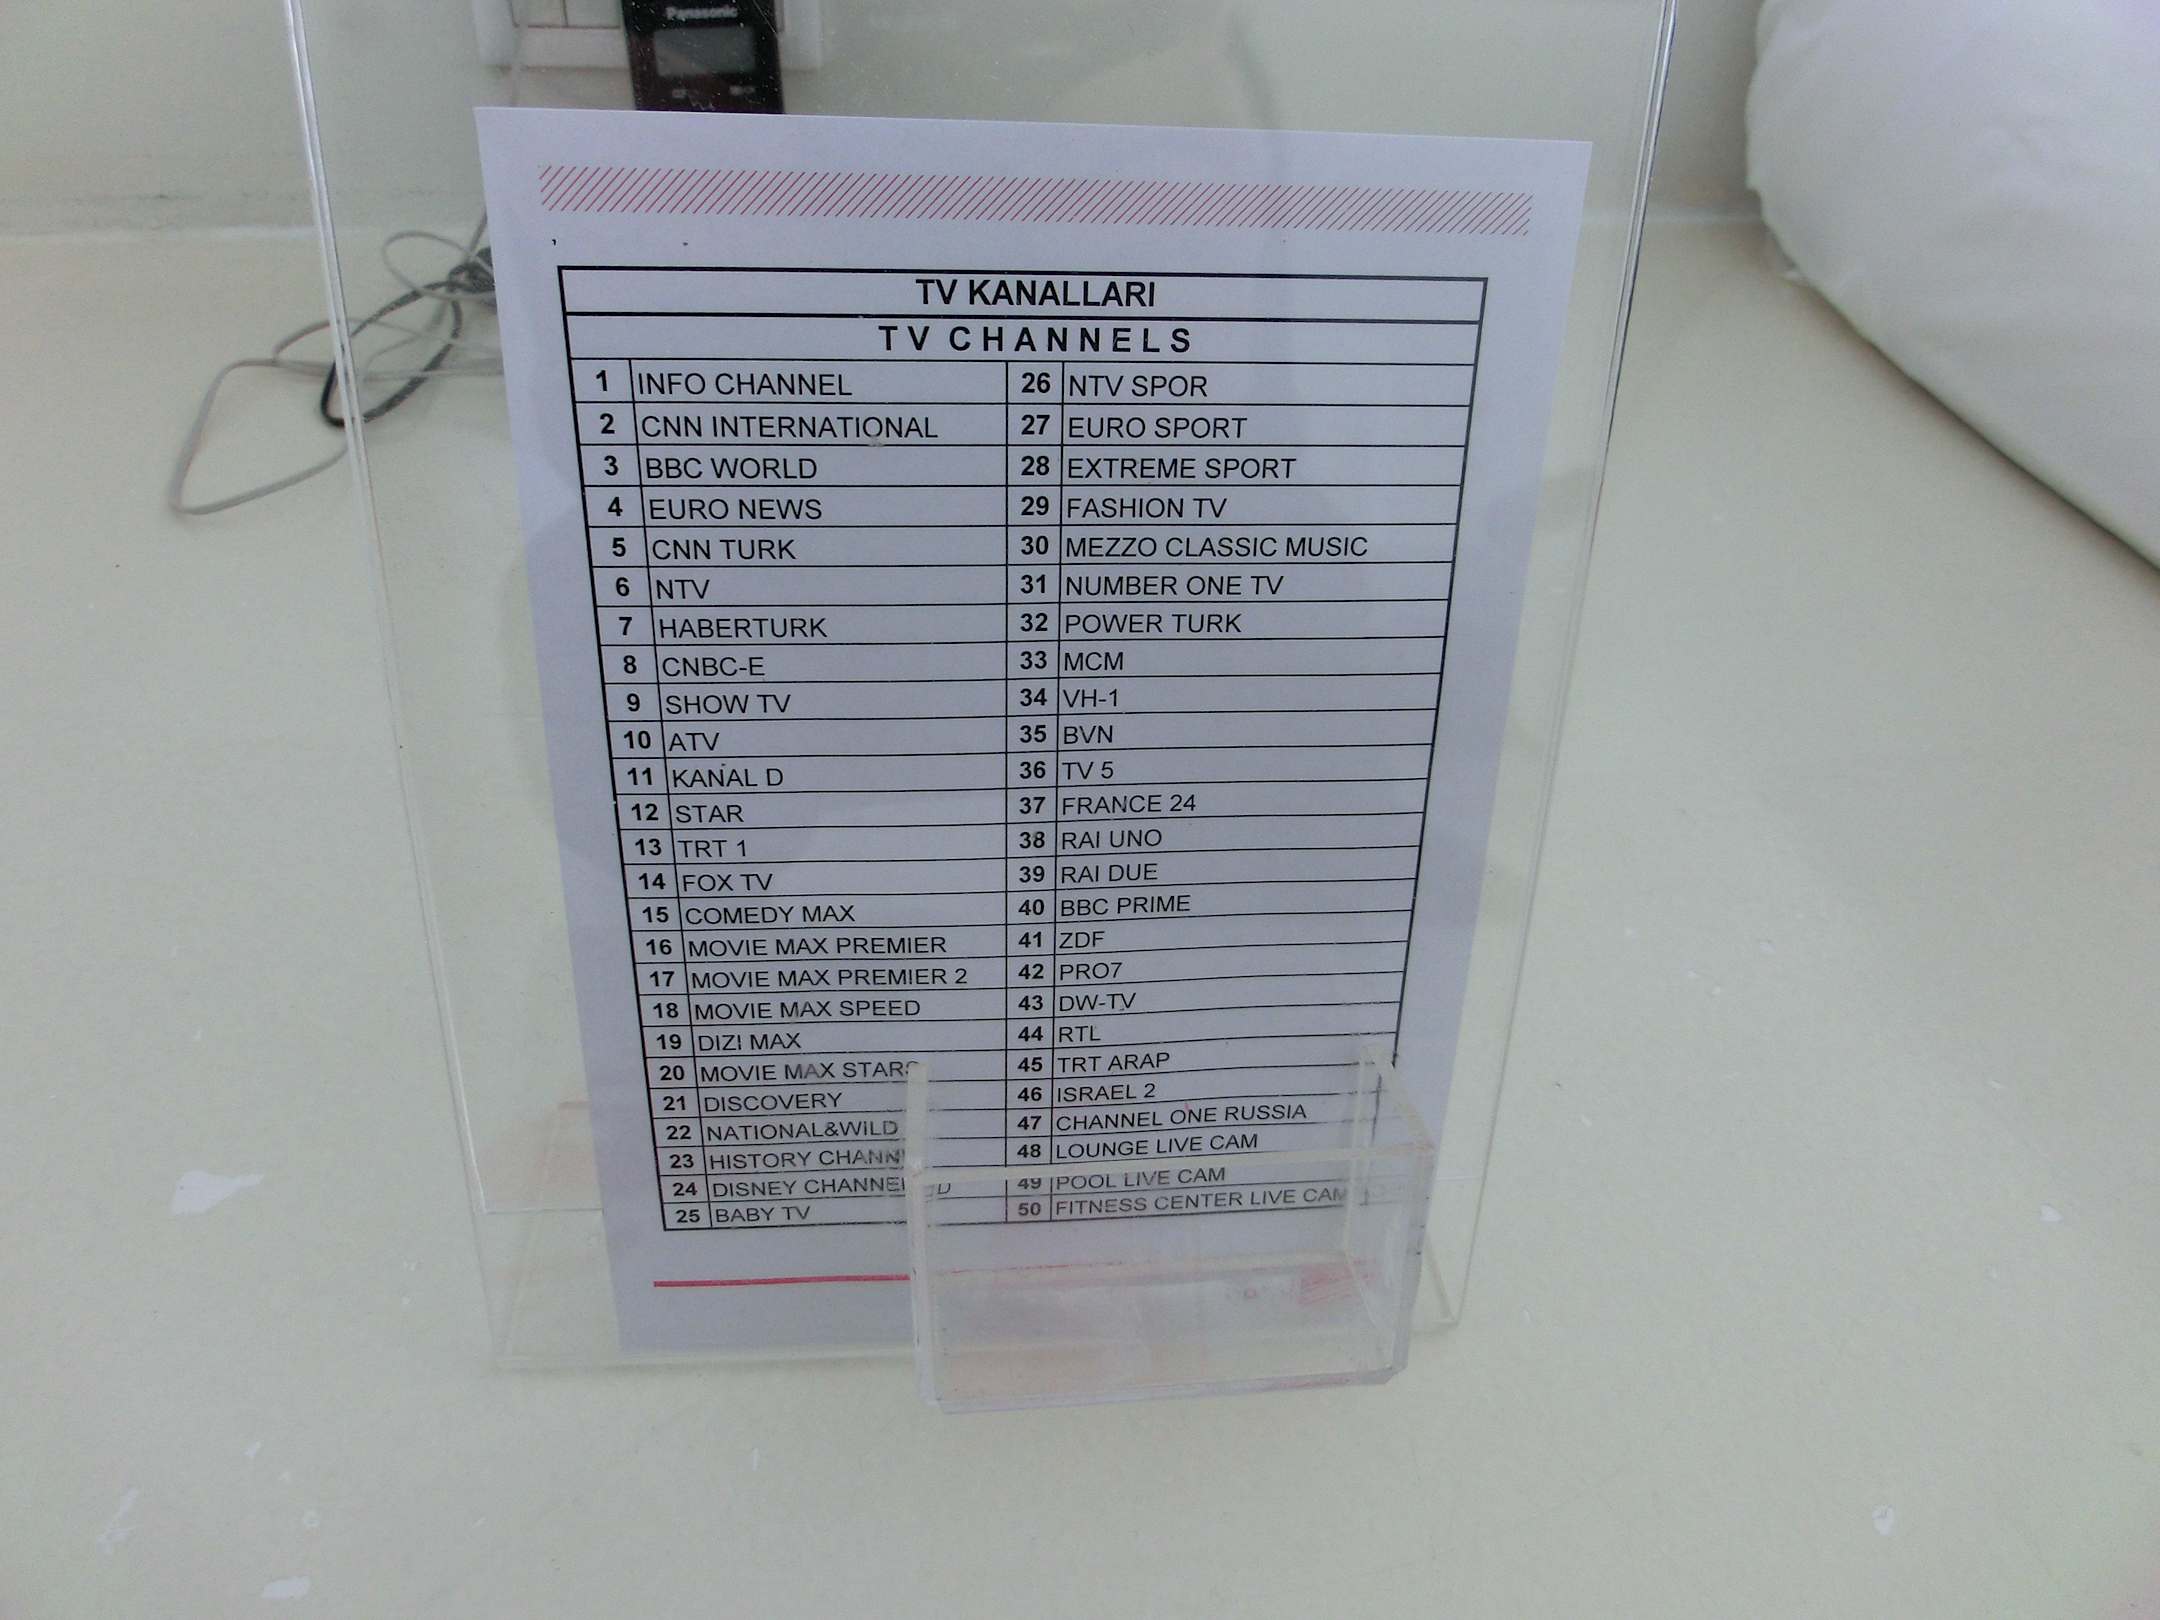 Panasonic
TV KANALLARI
TV CHANNELS
1 INFO CHANNEL 26 NTV SPOR
2 CNN INTERNATIONAL 27 EURO SPORT
3 BBC WORLD 28 EXTREME SPORT
4 EURO NEWS 29 FASHION TV
5 CNN TURK 30 MEZZO CLASSIC MUSIC
6 NTV 31 NUMBER ONE TV
7 HABERTURK 32 POWER TURK
8 CNBC-E 33 MCM
9 SHOW TV 34 VH-1
10 ATV 35 BVN
11 KANAL D 36 TV 5
12 STAR 37 FRANCE 24
13 TRT 1 38 RAI UNO
14 FOX TV 39 RAI DUE
15 COMEDY MAX 40 BBC PRIME
16 MOVIE MAX PREMIER 41 ZDF
17 MOVIE MAX PREMIER 2 42 PRO7
18 MOVIE MAX SPEED 43 DW-TV
19 DIZI MAX 44 RTL
20 MOVIE MAX STARS 45 TRT ARAP
21 DISCOVERY 46 ISRAEL 2
22 NATIONAL&WILD 47 CHANNEL ONE RUSSIA
23 HISTORY CHANNEL 48 LOUNGE LIVE CAM
24 DISNEY CHANNEL 49 POOL LIVE CAM
25 BABY TV 50 FITNESS CENTER LIVE CAM